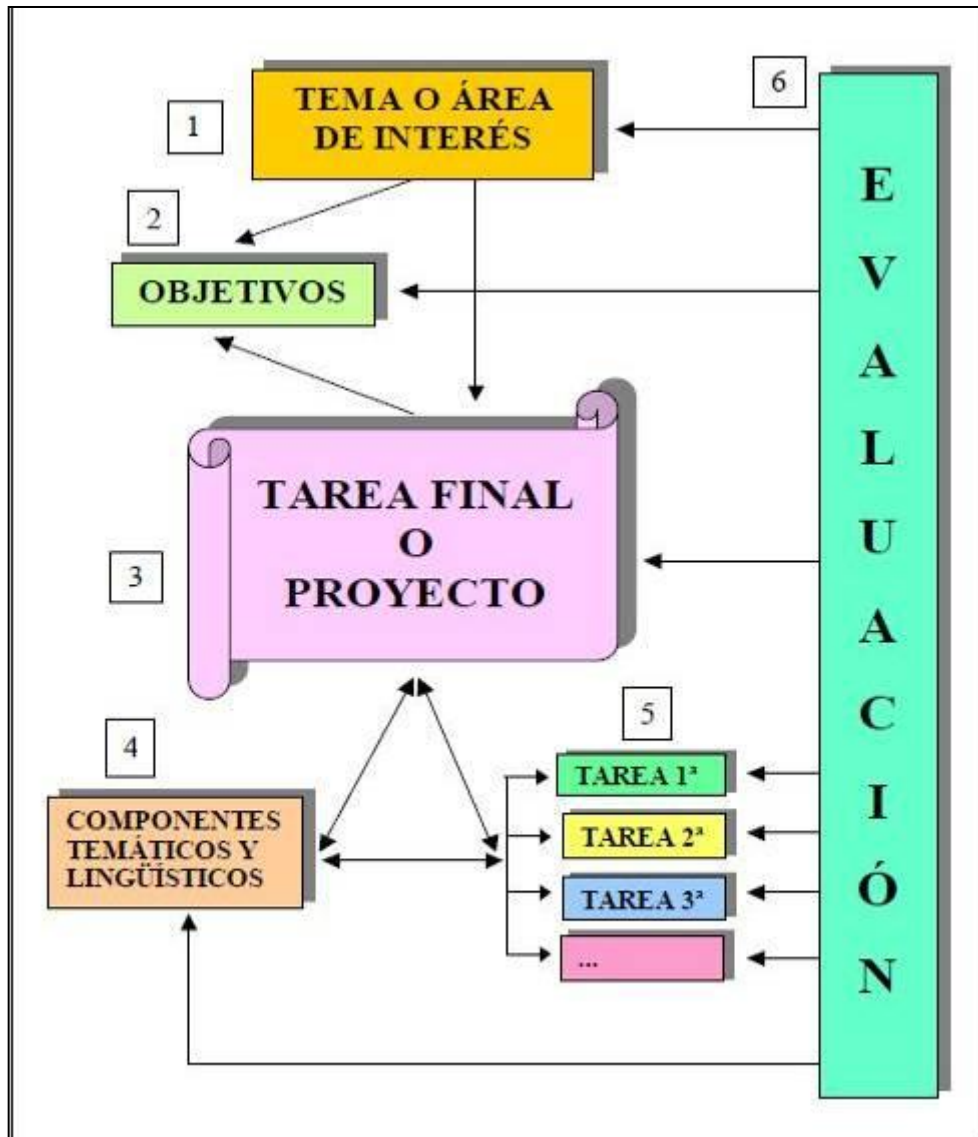 1
TEMA O ÁREA
DE INTERÉS
6
2
OBJETIVOS
3
TAREA FINAL
O
PROYECTO
4
COMPONENTES
TEMÁTICOS Y
LINGÜÍSTICOS
5
TAREA 1ª
TAREA 2ª
TAREA 3ª
...
E
V
A
L
U
A
C
I
Ó
N